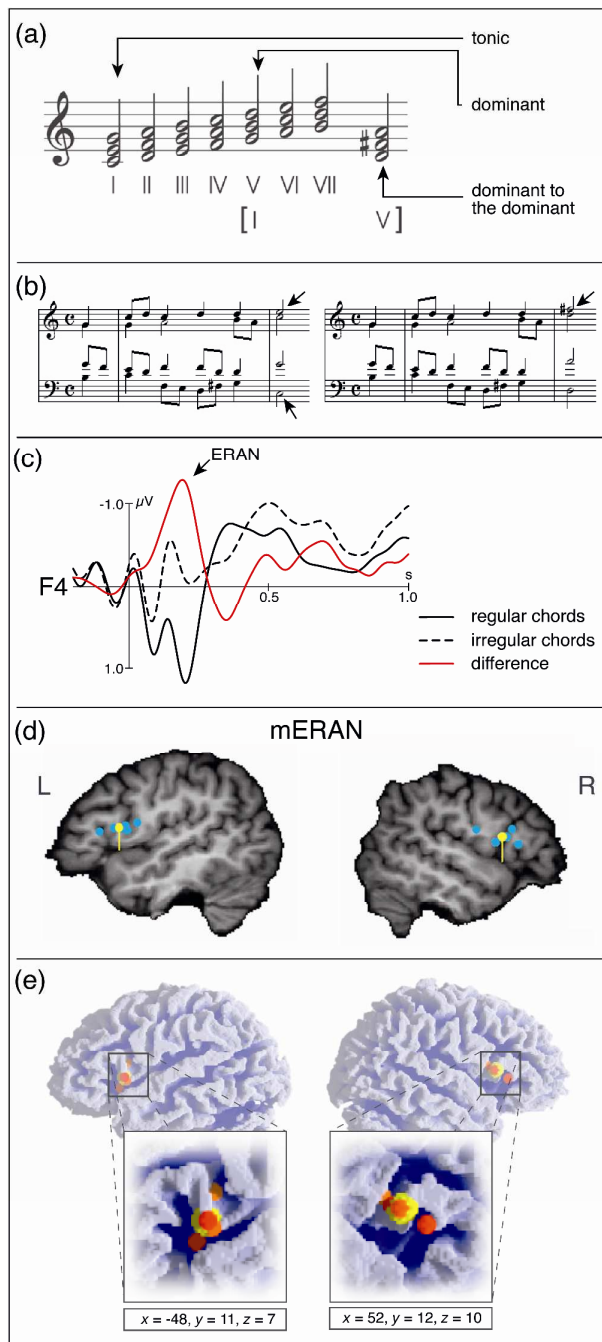 (a)
tonic
dominant
I II III IV V VI VII
dominant to
the dominant
[ I V ]
(b)
(c)
ERAN
-1.0 µV
F4
s
0.5 1.0
1.0
regular chords
irregular chords
difference
(d)
mERAN
L R
(e)
x = -48, y = 11, z = 7 x = 52, y = 12, z = 10